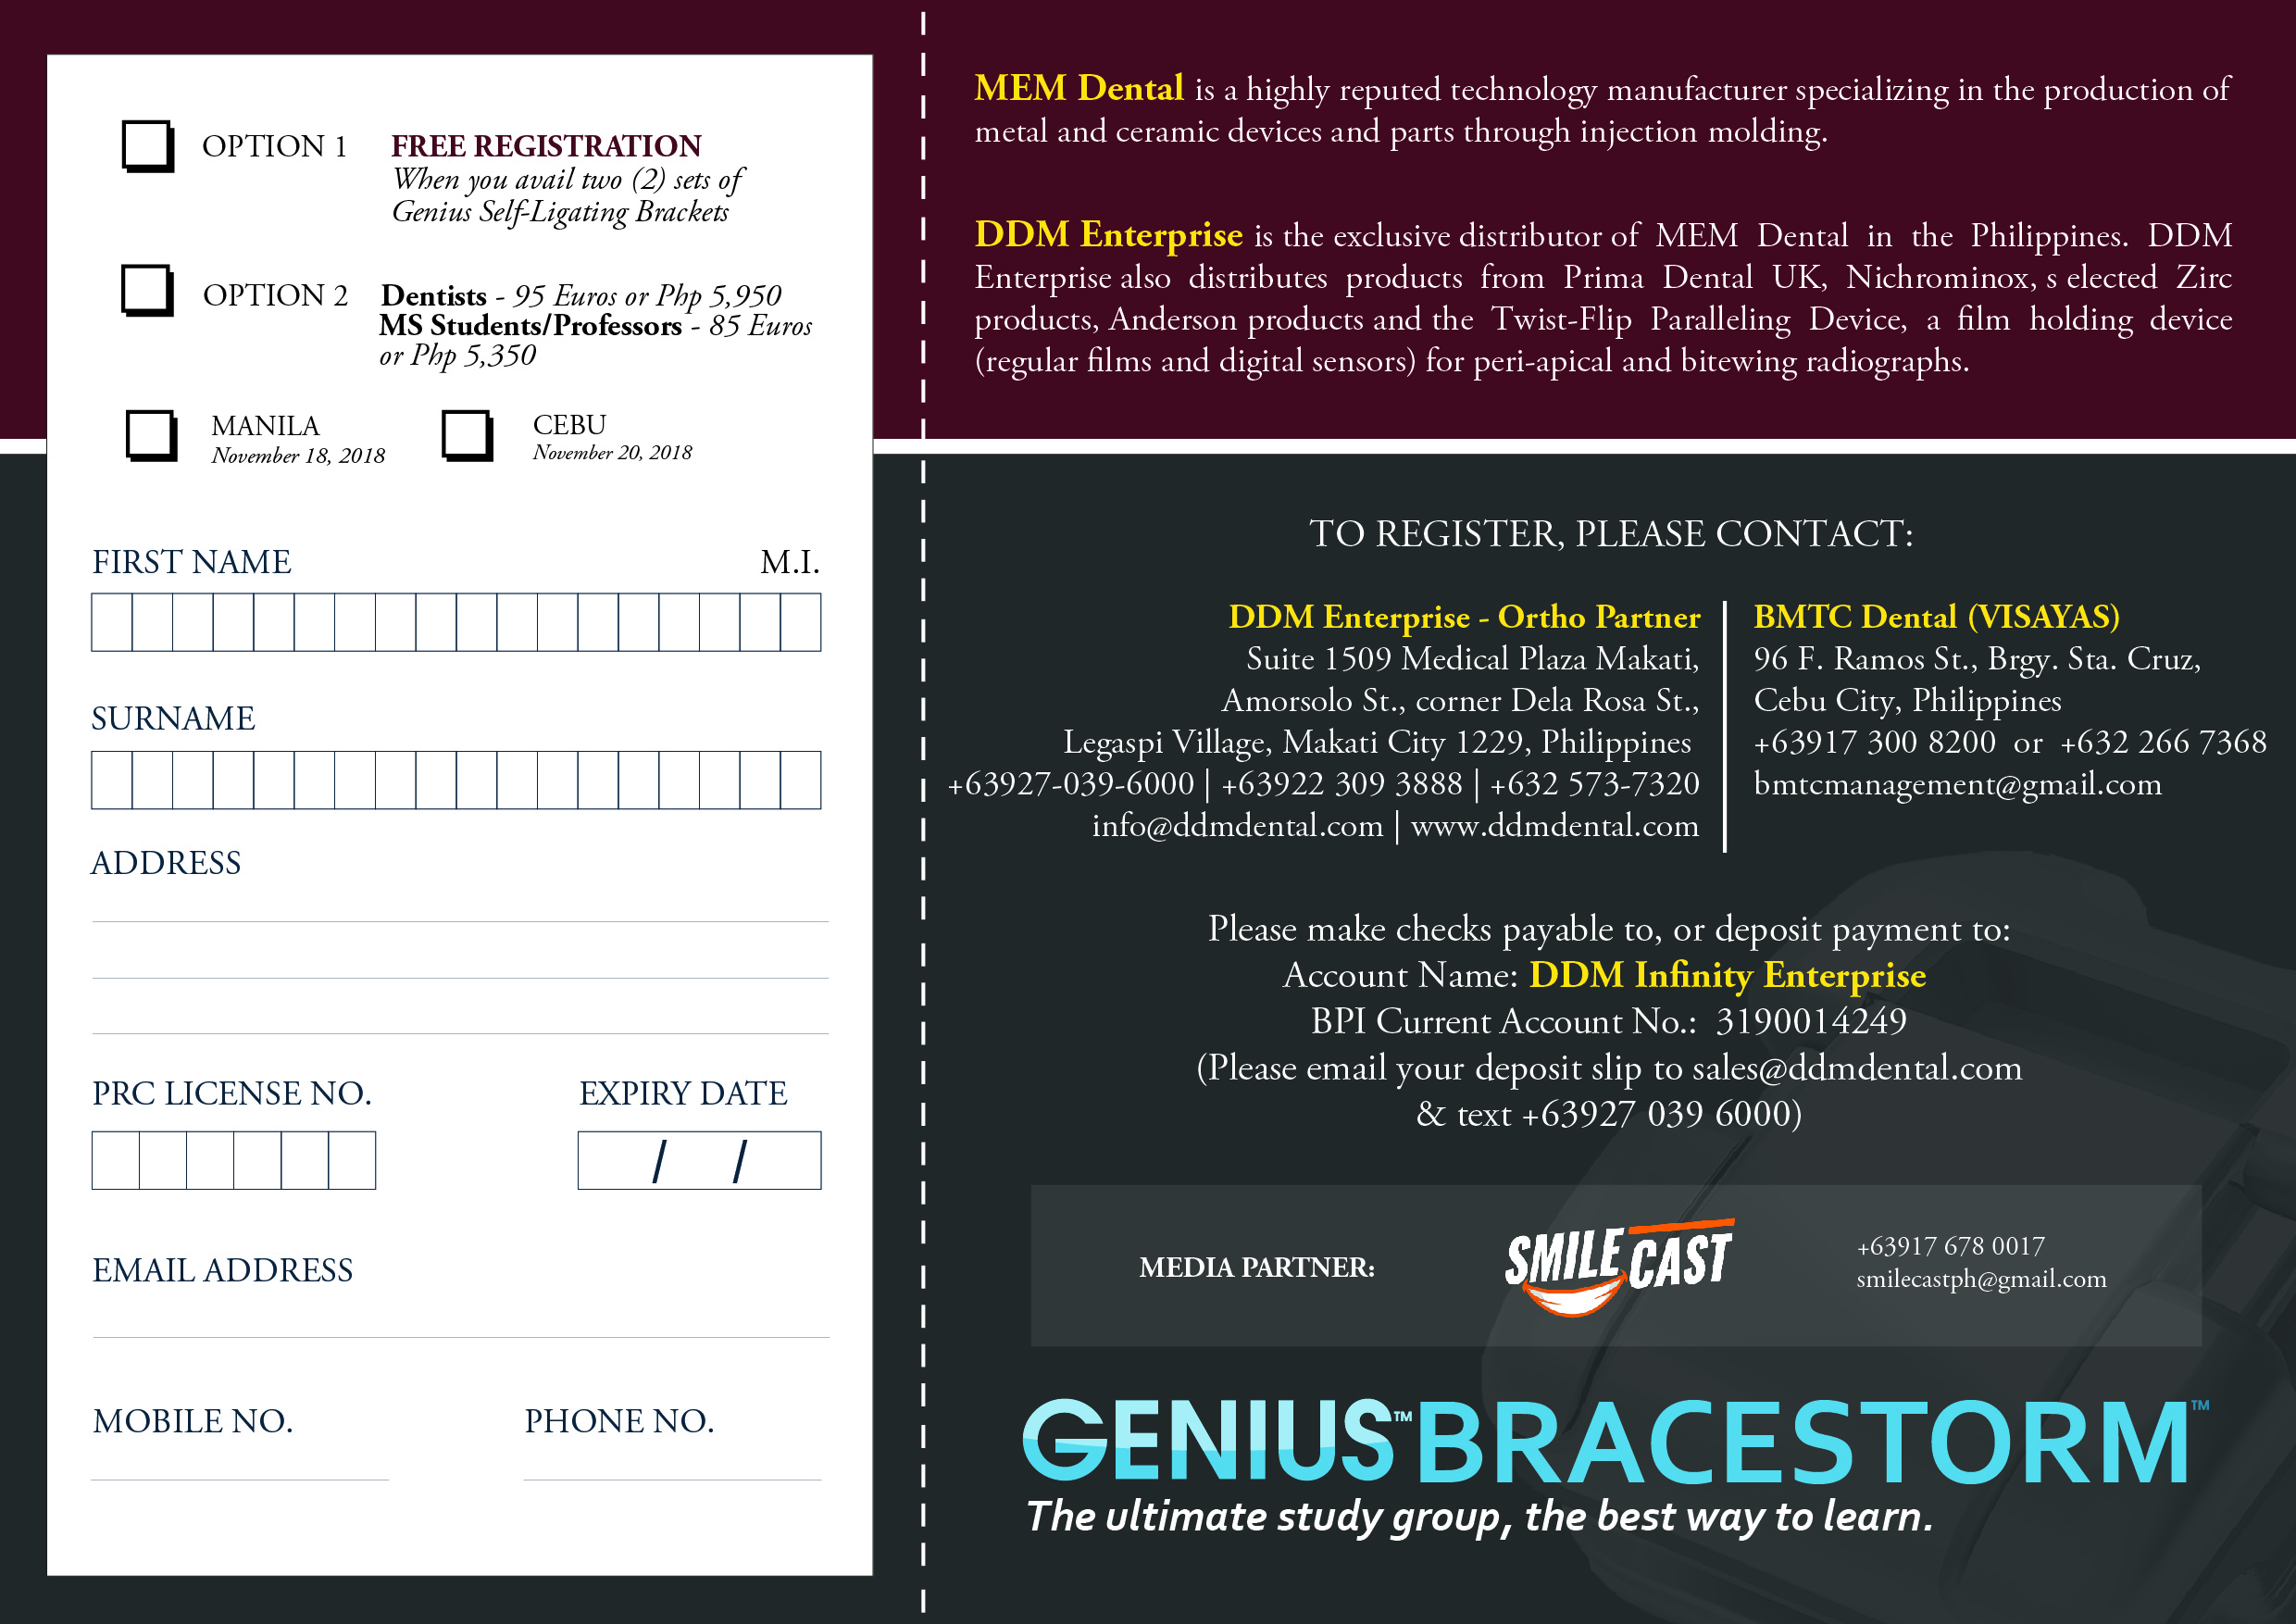 OPTION 1 FREE REGISTRATION
When you avail two (2) sets of
Genius Self-Ligating Brackets
OPTION 2 Dentists - 95 Euros or Php 5,950
MS Students/Professors - 85 Euros
or Php 5,350
MANILA
November 18, 2018
CEBU
November 20, 2018
FIRST NAME M.I.
SURNAME
ADDRESS
PRC LICENSE NO. EXPIRY DATE
/ /
EMAIL ADDRESS
MOBILE NO. PHONE NO.
MEM Dental is a highly reputed technology manufacturer specializing in the production of
metal and ceramic devices and parts through injection molding.
DDM Enterprise is the exclusive distributor of MEM Dental in the Philippines. DDM
Enterprise also distributes products from Prima Dental UK, Nichrominox, s elected Zirc
products, Anderson products and the Twist-Flip Paralleling Device, a film holding device
(regular films and digital sensors) for peri-apical and bitewing radiographs.
TO REGISTER, PLEASE CONTACT:
DDM Enterprise - Ortho Partner
Suite 1509 Medical Plaza Makati,
Amorsolo St., corner Dela Rosa St.,
Legaspi Village, Makati City 1229, Philippines
+63927-039-6000 | +63922 309 3888 | +632 573-7320
info@ddmdental.com | www.ddmdental.com
BMTC Dental (VISAYAS)
96 F. Ramos St., Brgy. Sta. Cruz,
Cebu City, Philippines
+63917 300 8200 or +632 266 7368
bmtcmanagement@gmail.com
Please make checks payable to, or deposit payment to:
Account Name: DDM Infinity Enterprise
BPI Current Account No.: 3190014249
(Please email your deposit slip to sales@ddmdental.com
& text +63927 039 6000)
MEDIA PARTNER:
SMILE CAST
+63917 678 0017
smilecastph@gmail.com
GENIUS™ BRACESTORM™
The ultimate study group, the best way to learn.